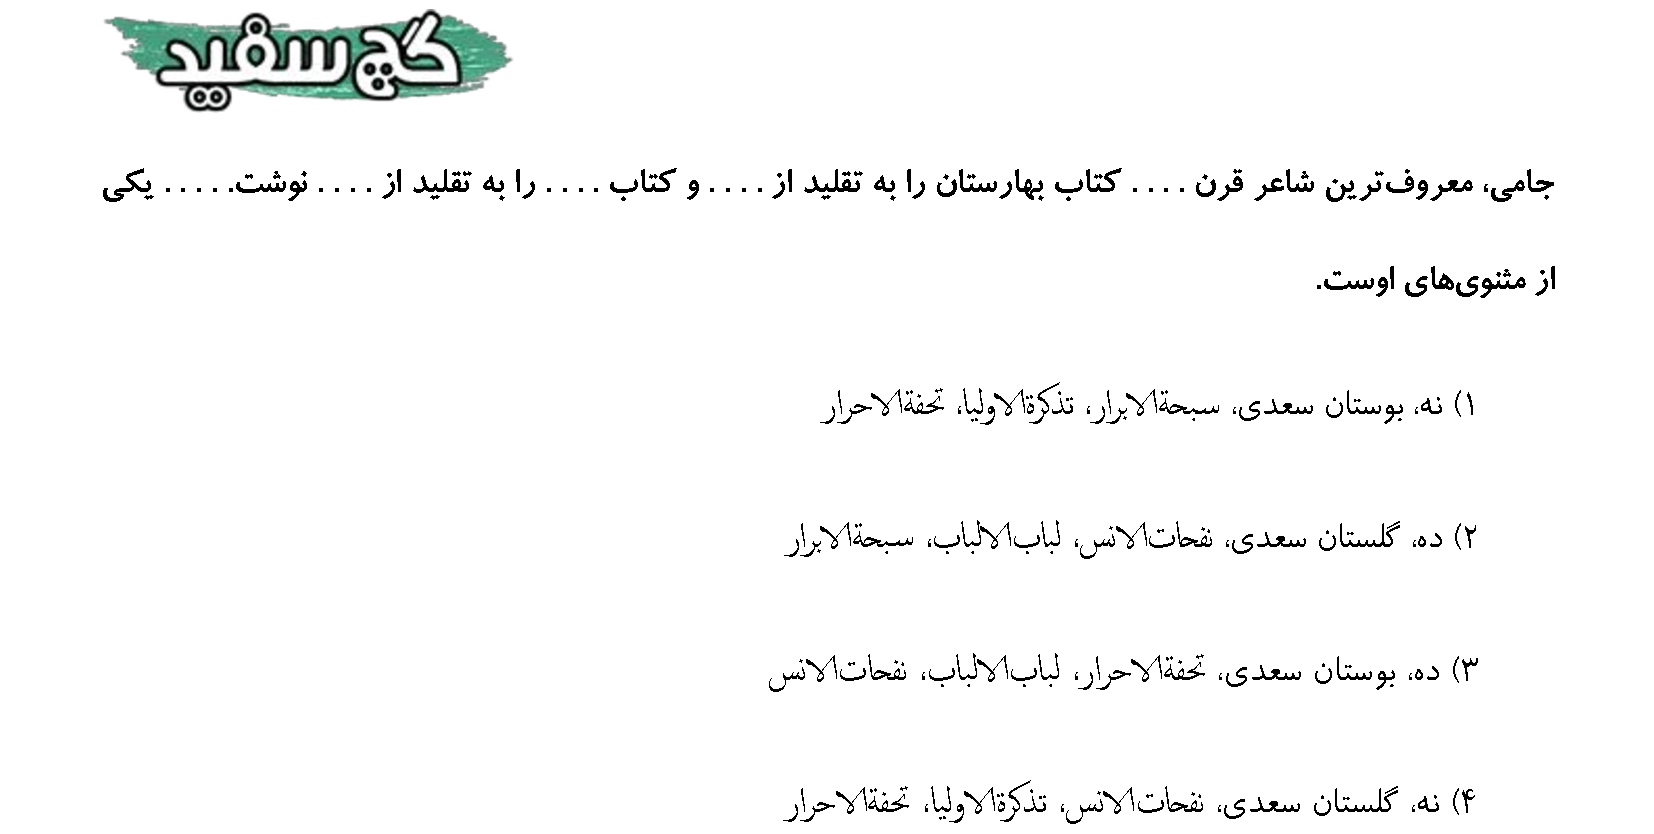 گچ سفید
جامی، معروف‌ترین شاعر قرن .... کتاب بهارستان را به تقلید از .... و کتاب .... را به تقلید از .... نوشت..... یکی
از مثنوی‌های اوست.
۱) نه، بوستان سعدی، سبحةالابرار، تذکرةالاولیا، تحفةالاحرار
۲) ده، گلستان سعدی، نفحات‌الانس، لباب‌الالباب، سبحةالابرار
۳) ده، بوستان سعدی، تحفةالاحرار، لباب‌الالباب، نفحات‌الانس
۴) نه، گلستان سعدی، نفحات‌الانس، تذکرةالاولیا، تحفةالاحرار